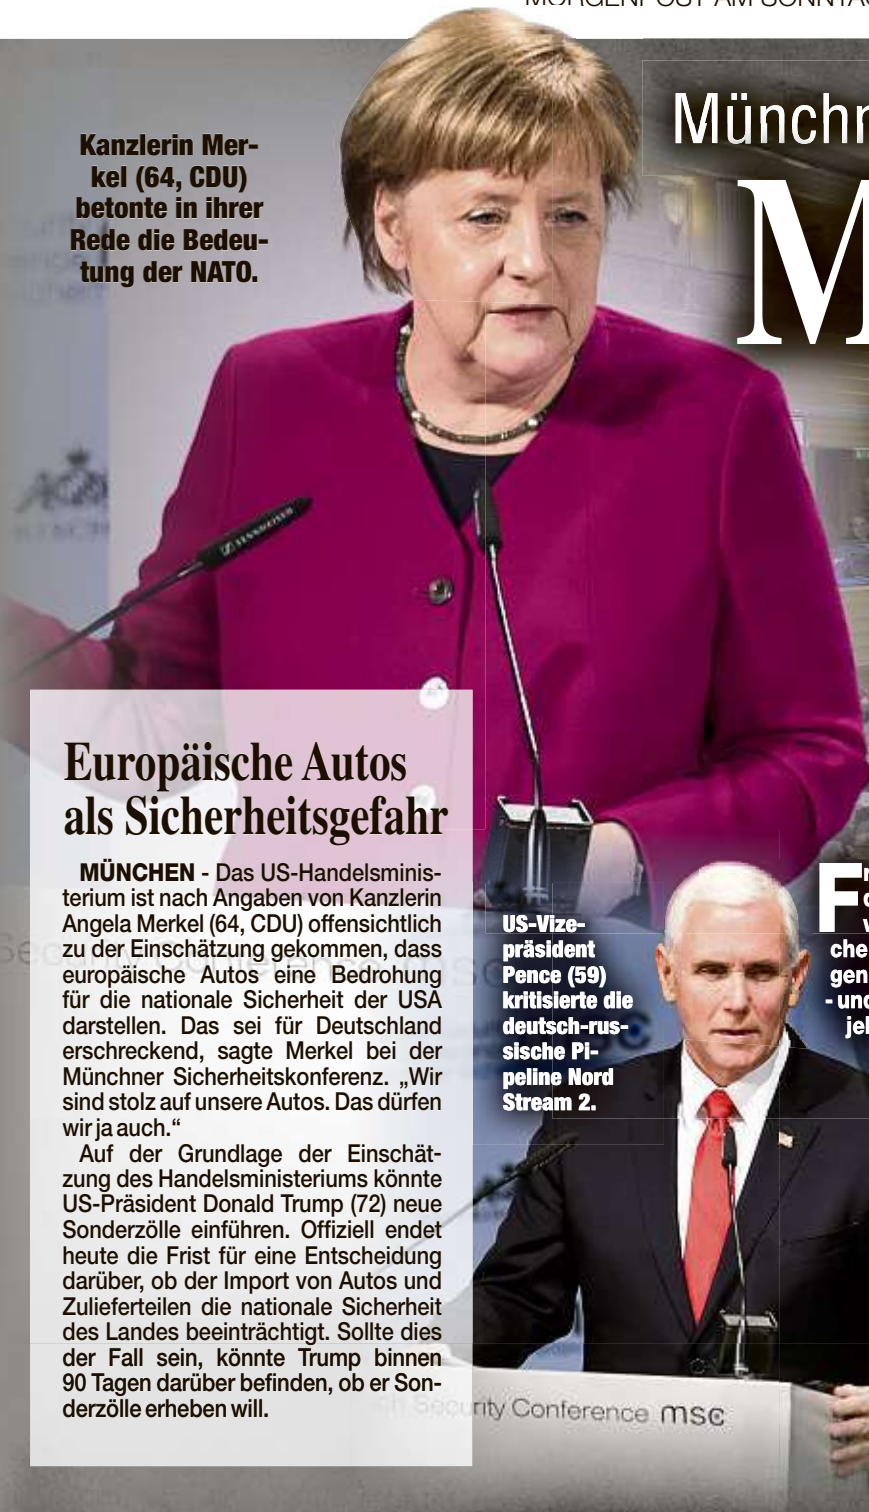 MORGENPOST AM SONNTAG
Münchn
M
Kanzlerin Mer-
kel (64, CDU)
betonte in ihrer
Rede die Bedeu-
tung der NATO.
SENNHEISER
Europäische Autos
als Sicherheitsgefahr
MÜNCHEN - Das US-Handelsminis-
terium ist nach Angaben von Kanzlerin
Angela Merkel (64, CDU) offensichtlich
zu der Einschätzung gekommen, dass
europäische Autos eine Bedrohung
für die nationale Sicherheit der USA
darstellen. Das sei für Deutschland
erschreckend, sagte Merkel bei der
Münchner Sicherheitskonferenz. „Wir
sind stolz auf unsere Autos. Das dürfen
wir ja auch.“
Auf der Grundlage der Einschät-
zung des Handelsministeriums könnte
US-Präsident Donald Trump (72) neue
Sonderzölle einführen. Offiziell endet
heute die Frist für eine Entscheidung
darüber, ob der Import von Autos und
Zulieferteilen die nationale Sicherheit
des Landes beeinträchtigt. Sollte dies
der Fall sein, könnte Trump binnen
90 Tagen darüber befinden, ob er Son-
derzölle erheben will.
US-Vize-
präsident
Pence (59)
kritisierte die
deutsch-rus-
sische Pi-
peline Nord
Stream 2.
F
che
gen
- und
jel
Security Conference msc
Security Conference msc